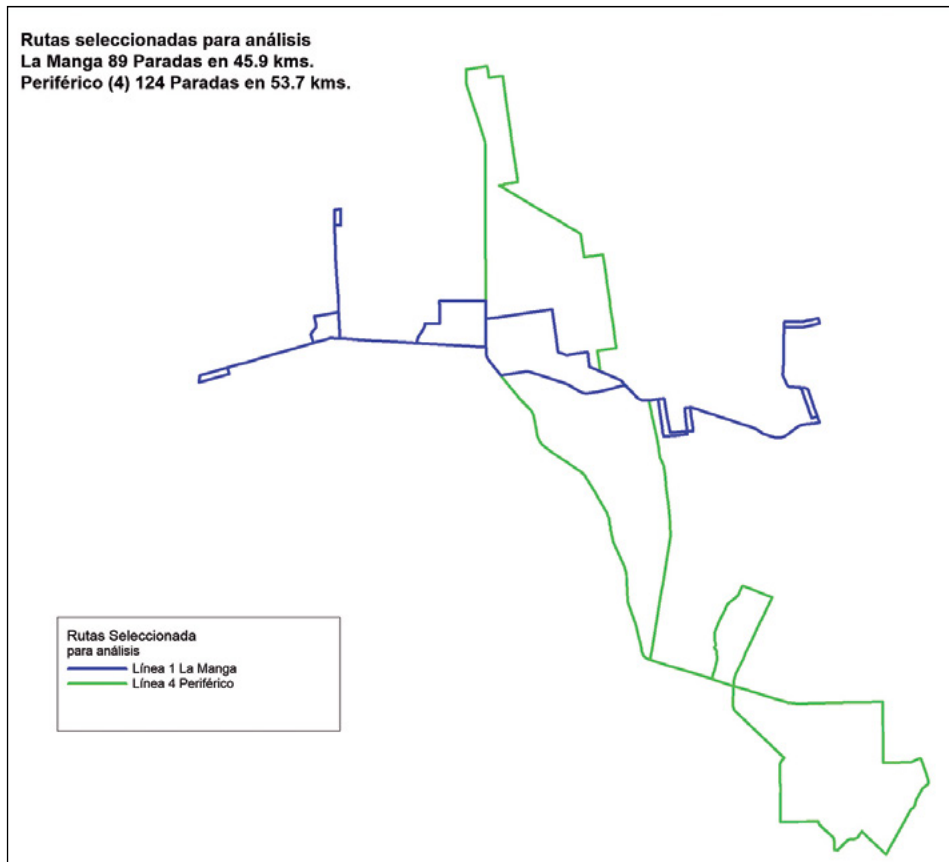 Rutas seleccionadas para análisis
La Manga 89 Paradas en 45.9 kms.
Periférico (4) 124 Paradas en 53.7 kms.
Rutas Seleccionada
para análisis
Línea 1 La Manga
Línea 4 Periférico